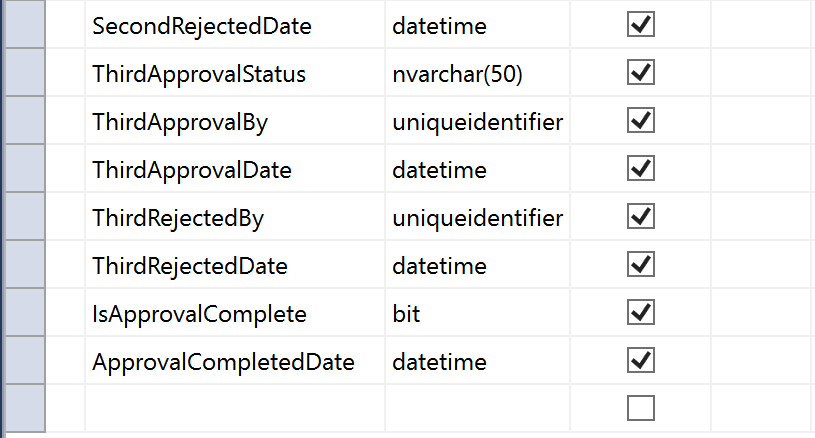 SecondRejectedDate datetime
ThirdApprovalStatus nvarchar(50)
ThirdApprovalBy uniqueidentifier
ThirdApprovalDate datetime
ThirdRejectedBy uniqueidentifier
ThirdRejectedDate datetime
IsApprovalComplete bit
ApprovalCompletedDate datetime